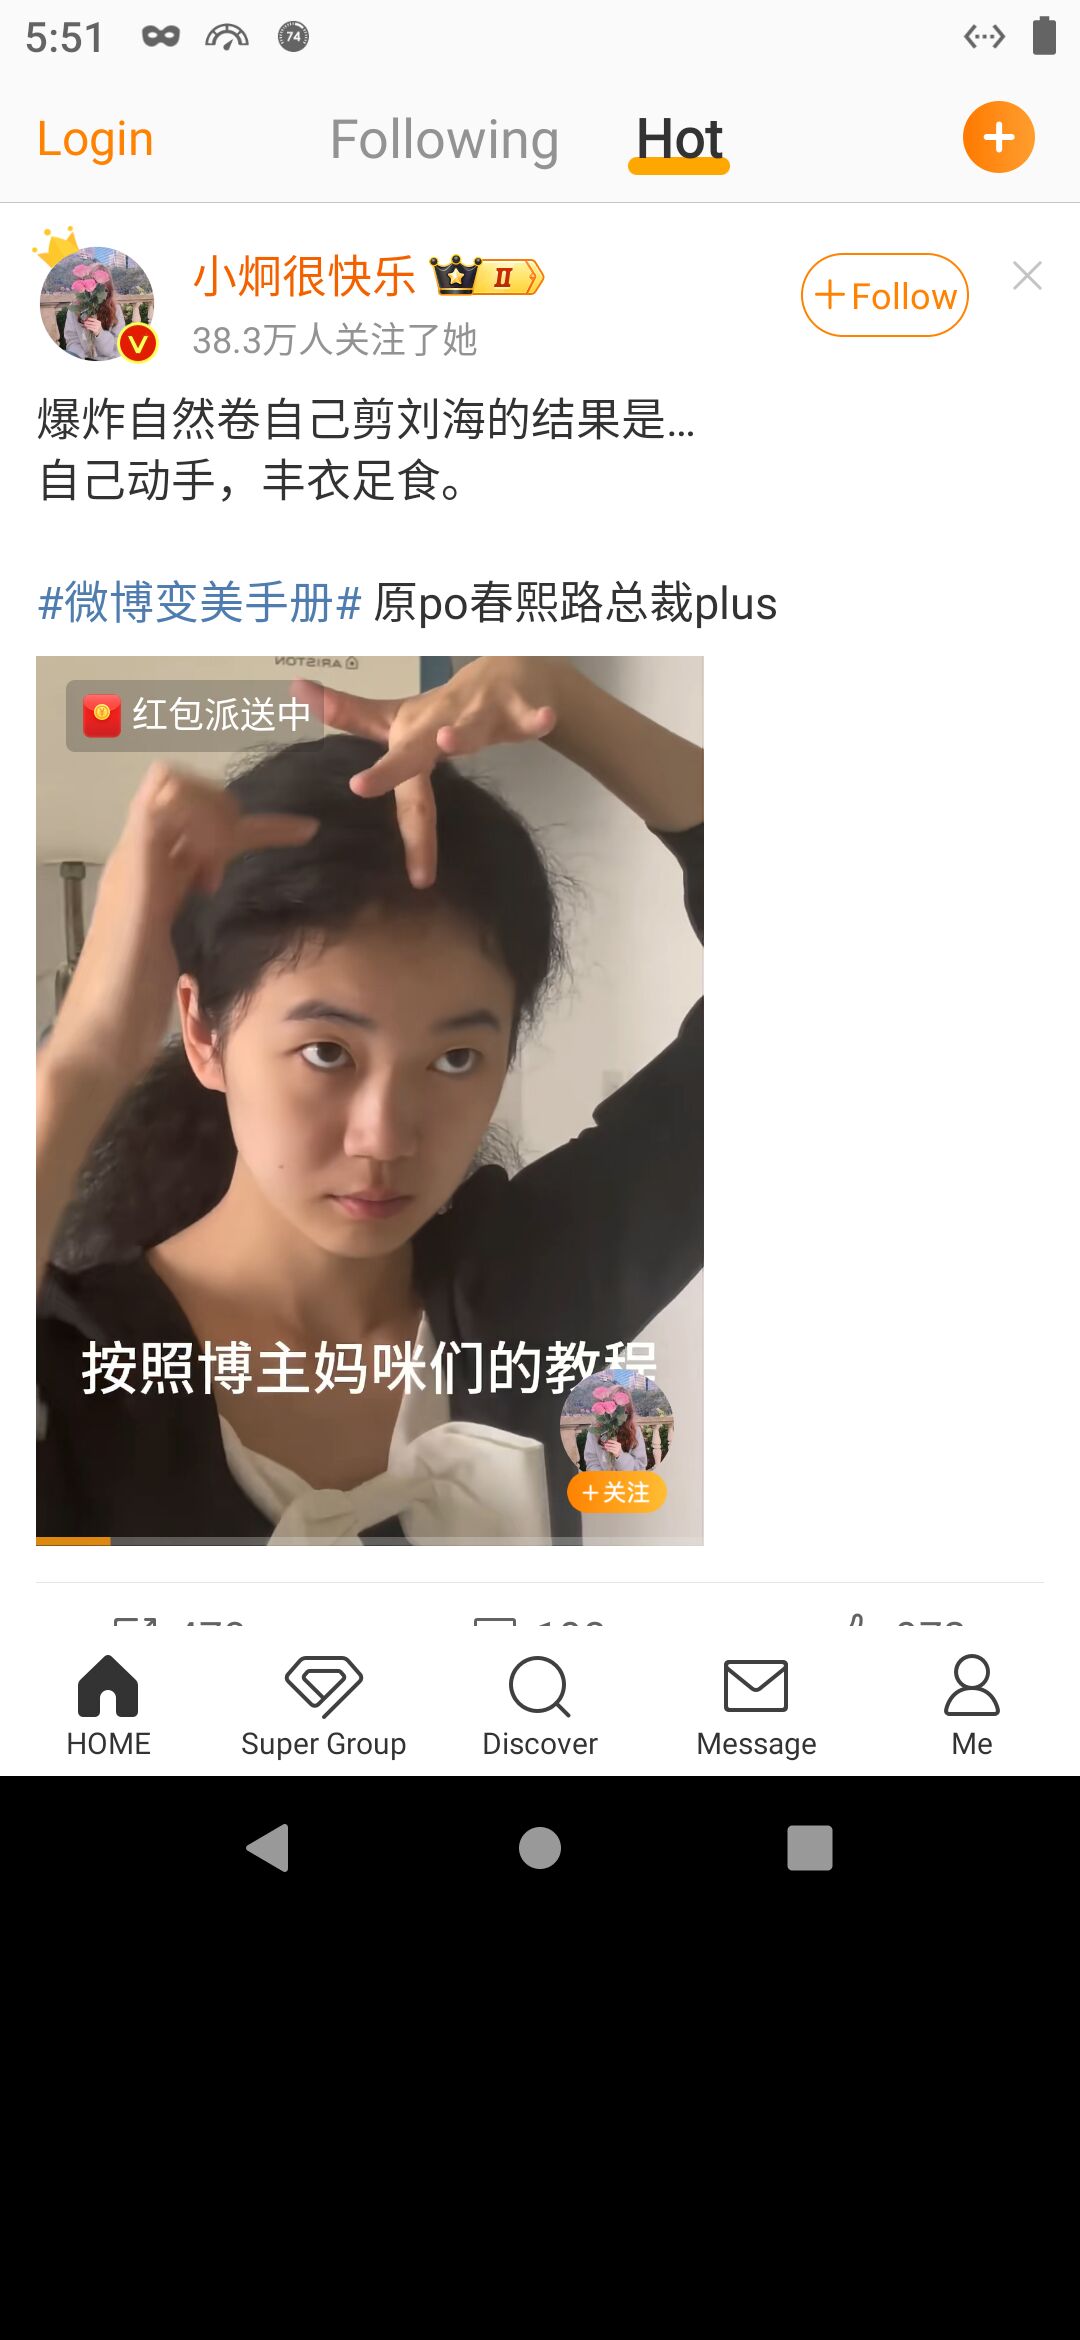 5:51
74
Login
Following
Hot
小炯很快乐
II
38.3万人关注了她
V
+Follow
爆炸自然卷自己剪刘海的结果是...
自己动手，丰衣足食。
#微博变美手册# 原po春熙路总裁plus
ARISTON
红包派送中
按照博主妈咪们的教程
+关注
HOME
Super Group
Discover
Message
Me